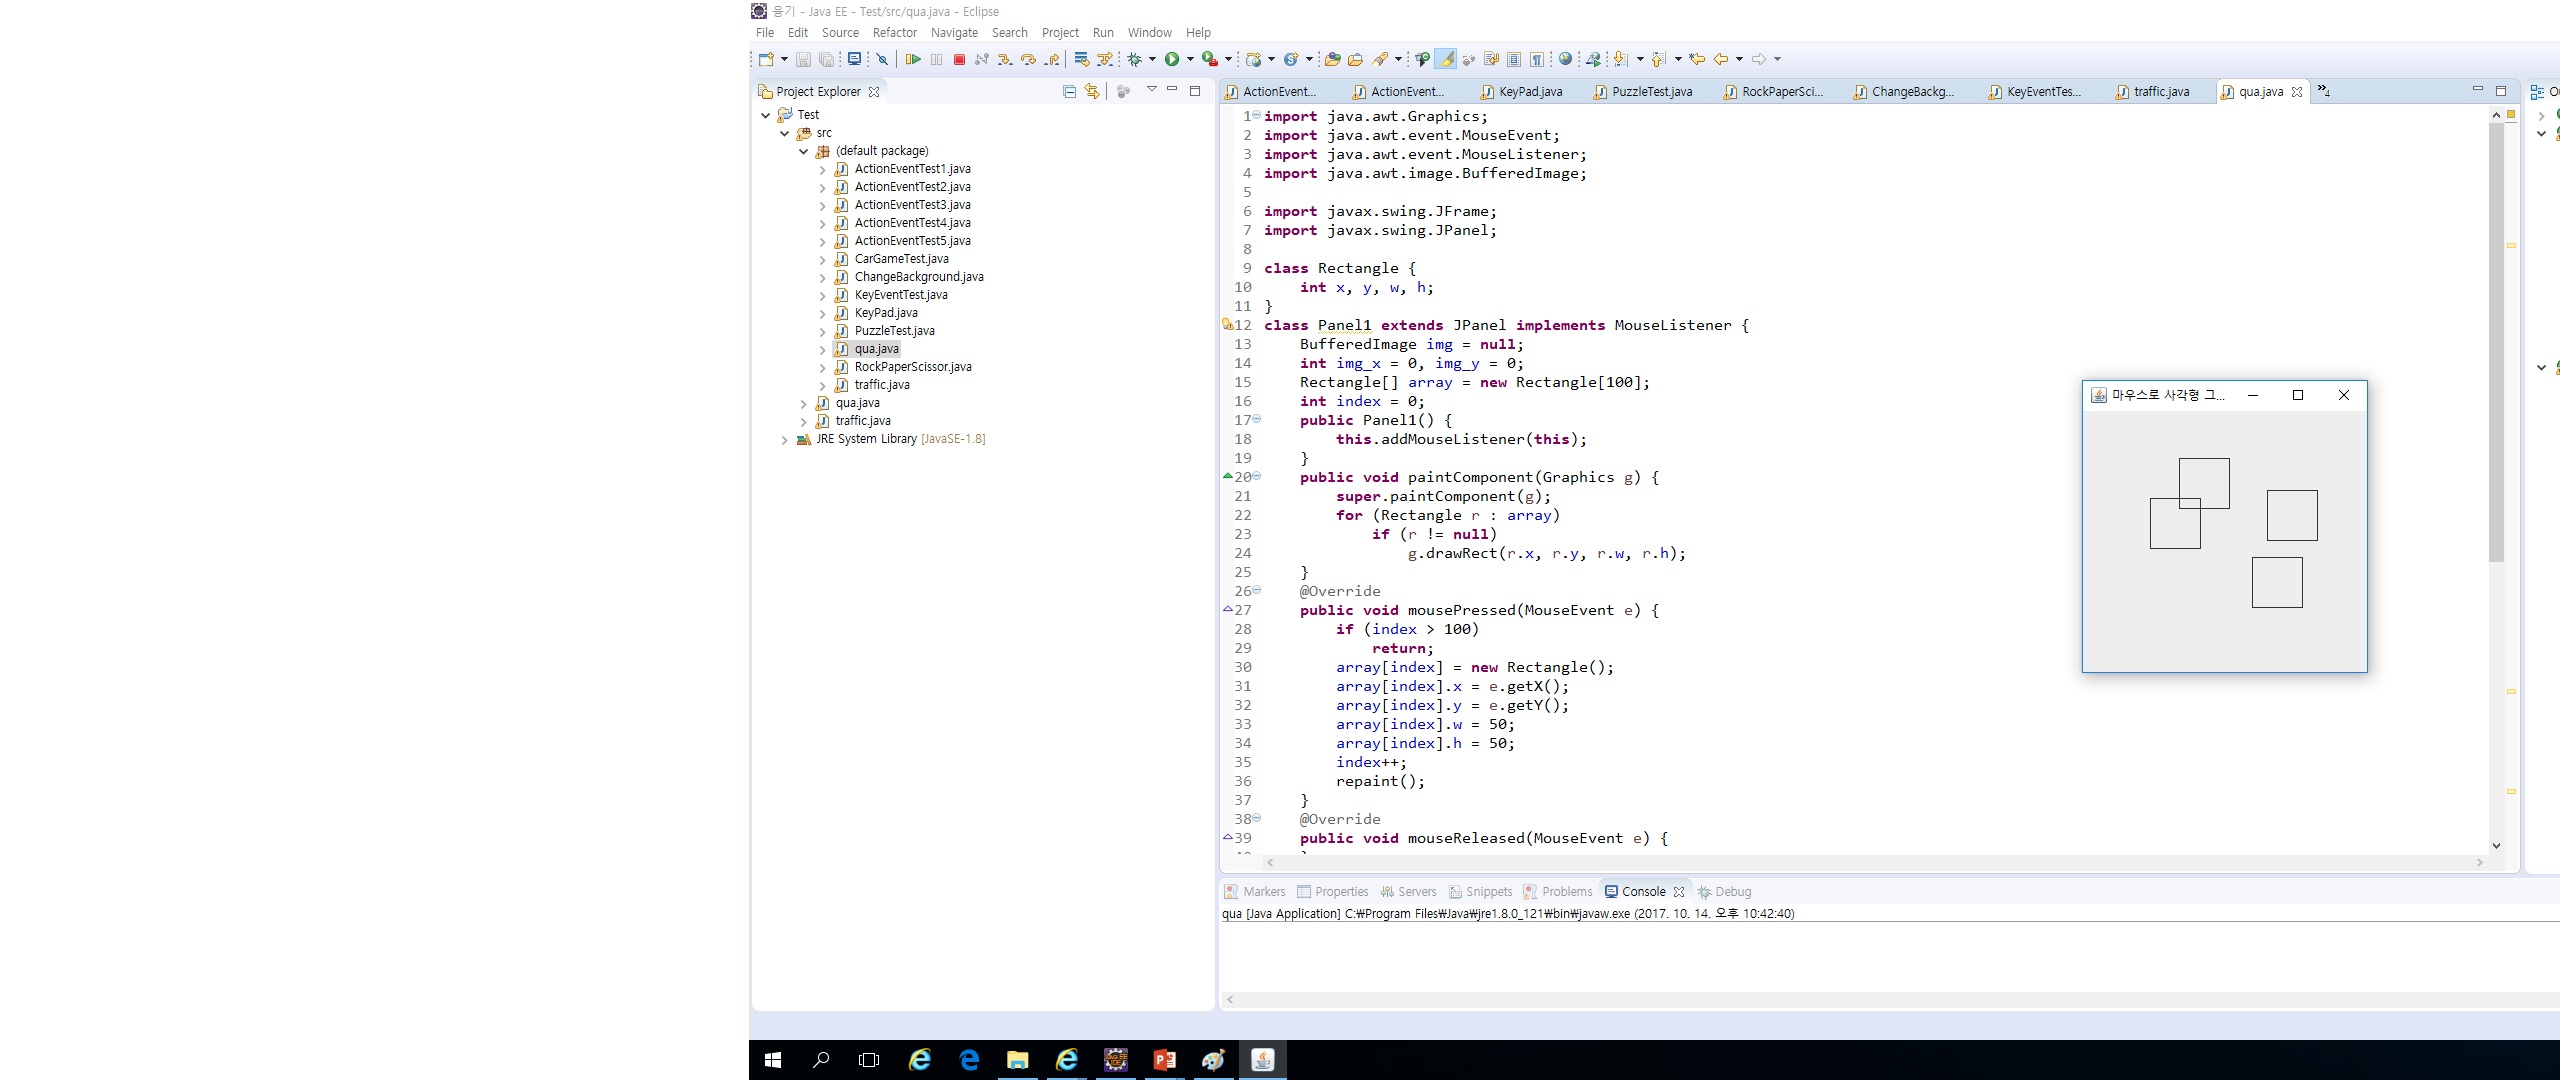 용기 - Java EE - Test/src/qua.java - Eclipse
File Edit Source Refactor Navigate Search Project Run Window Help
Project Explorer
Test
src
(default package)
ActionEventTest1.java
ActionEventTest2.java
ActionEventTest3.java
ActionEventTest4.java
ActionEventTest5.java
CarGameTest.java
ChangeBackground.java
KeyEventTest.java
KeyPad.java
PuzzleTest.java
qua.java
RockPaperScissor.java
traffic.java
qua.java
traffic.java
JRE System Library [JavaSE-1.8]
ActionEvent... ActionEvent... KeyPad.java PuzzleTest.java RockPaperSci... ChangeBackg... KeyEventTes... traffic.java qua.java »4
1 import java.awt.Graphics;
2 import java.awt.event.MouseEvent;
3 import java.awt.event.MouseListener;
4 import java.awt.image.BufferedImage;
5
6 import javax.swing.JFrame;
7 import javax.swing.JPanel;
8
9 class Rectangle {
10 int x, y, w, h;
11 }
12 class Panel1 extends JPanel implements MouseListener {
13 BufferedImage img = null;
14 int img_x = 0, img_y = 0;
15 Rectangle[] array = new Rectangle[100];
16 int index = 0;
17 public Panel1() {
18 this.addMouseListener(this);
19 }
20 public void paintComponent(Graphics g) {
21 super.paintComponent(g);
22 for (Rectangle r : array)
23 if (r != null)
24 g.drawRect(r.x, r.y, r.w, r.h);
25 }
26 @Override
27 public void mousePressed(MouseEvent e) {
28 if (index > 100)
29 return;
30 array[index] = new Rectangle();
31 array[index].x = e.getX();
32 array[index].y = e.getY();
33 array[index].w = 50;
34 array[index].h = 50;
35 index++;
36 repaint();
37 }
38 @Override
39 public void mouseReleased(MouseEvent e) {
마우스로 사각형 그...
Markers Properties Servers Snippets Problems Console Debug
qua [Java Application] C:₩Program Files₩Java₩jre1.8.0_121₩bin₩javaw.exe (2017. 10. 14. 오후 10:42:40)